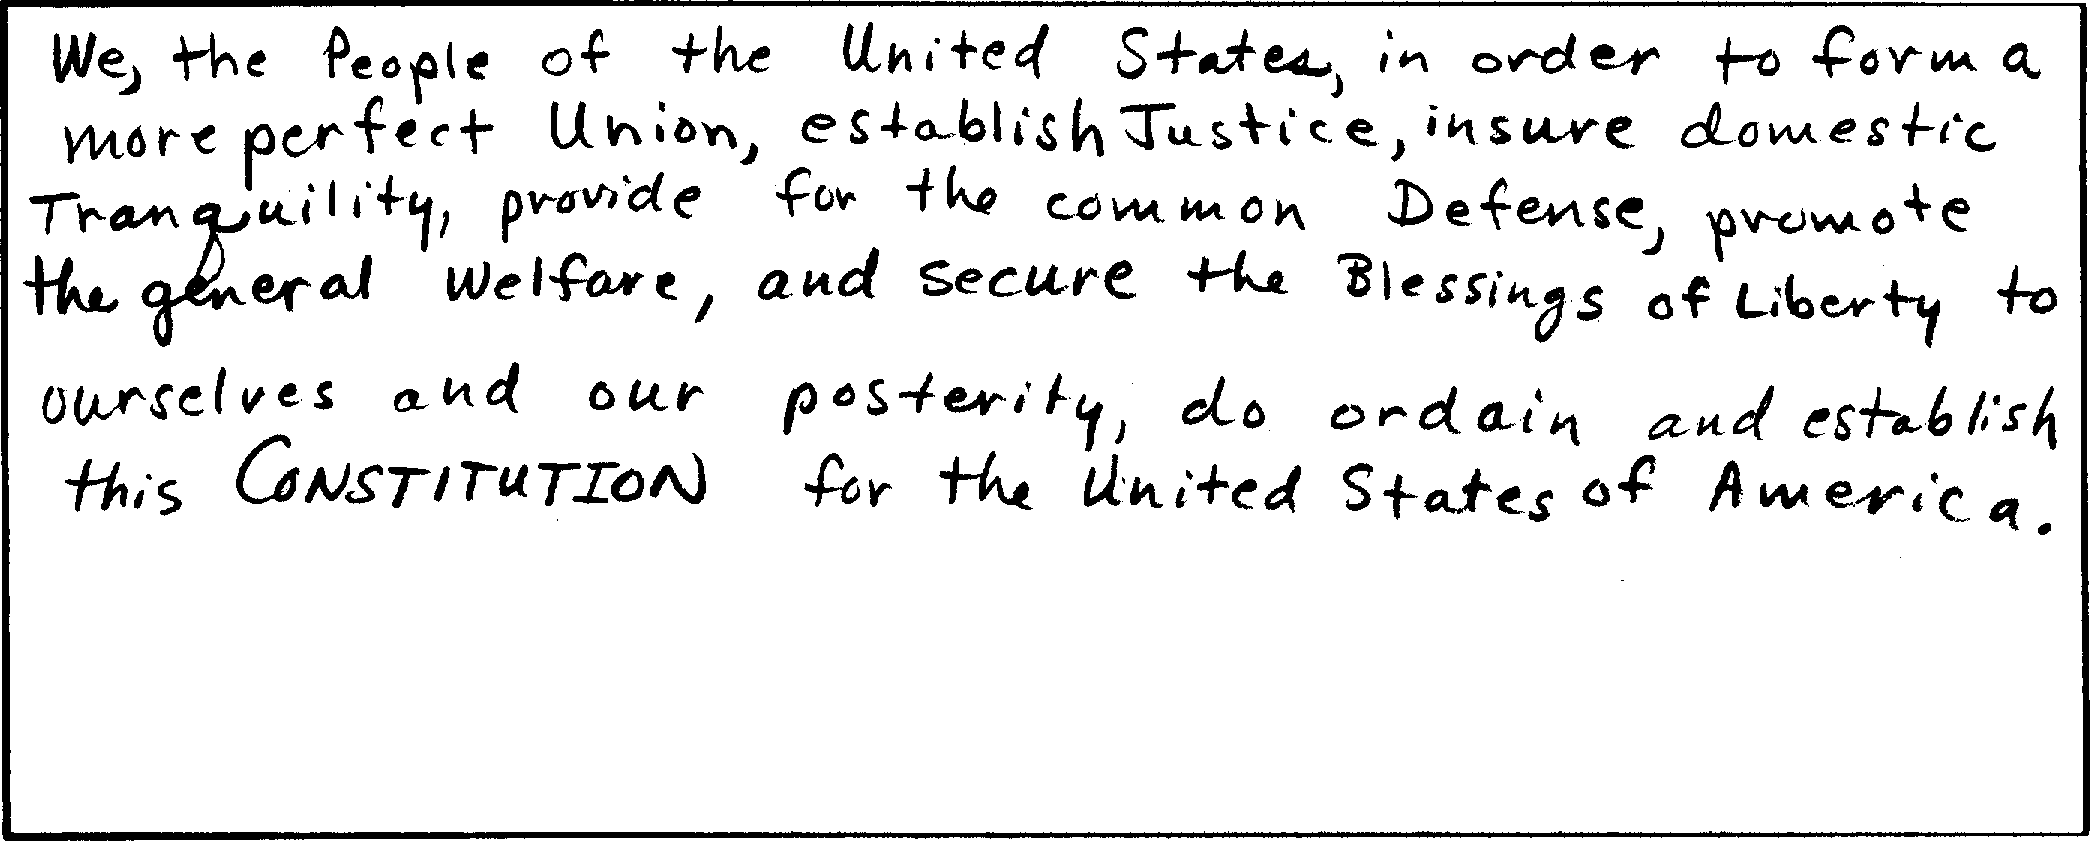 We, the People of the United States, in order to form a
more perfect Union, establish Justice, insure domestic
Tranquility, provide for the common Defense, promote
the general Welfare, and secure the Blessings of Liberty to
ourselves and our posterity, do ordain and establish
this CONSTITUTION for the United States of America.